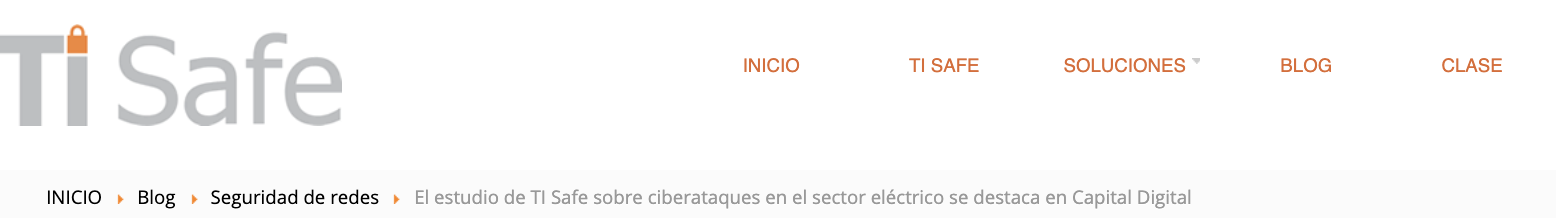 TI Safe
INICIO TI SAFE SOLUCIONES BLOG CLASE
INICIO Blog Seguridad de redes El estudio de TI Safe sobre ciberataques en el sector eléctrico se destaca en Capital Digital